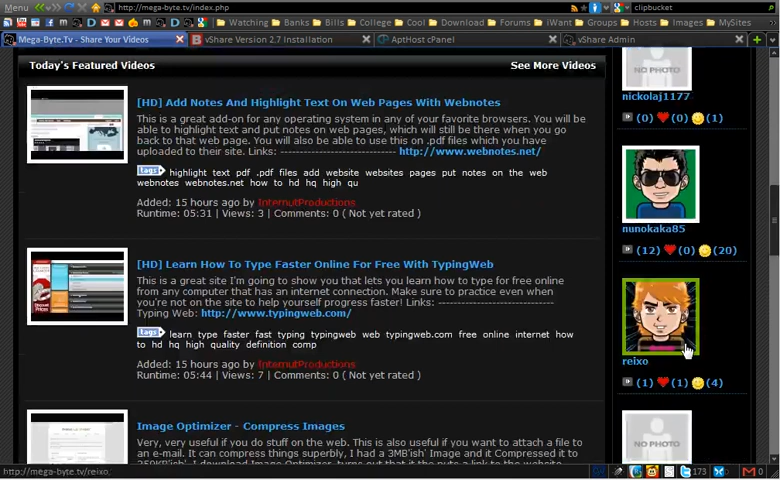 Menu http://mega-byte.tv/index.php clipbucket
Watching Banks Bills College Cool Download Forums iWant Groups Hosts Images MySites
Mega-Byte.Tv - Share Your Videos vShare Version 2.7 Installation AptHost cPanel vShare Admin
Today's Featured Videos See More Videos
[HD] Add Notes And Highlight Text On Web Pages With Webnotes
This is a great add-on for any operating system in any of your favorite browsers. You will be
able to highlight text and put notes on web pages, which will still be there when you go
back to that web page. You will also be able to use this on .pdf files which you have
uploaded to their site. Links: ------------------------------ http://www.webnotes.net/
tags highlight text pdf .pdf files add website websites pages put notes on the web
webnotes webnotes.net how to hd hq high qu
Added: 15 hours ago by InternutProductions
Runtime: 05:31 | Views: 3 | Comments: 0 ( Not yet rated )
[HD] Learn How To Type Faster Online For Free With TypingWeb
This is a great site I'm going to show you that lets you learn how to type for free online
from any computer that has an internet connection. Make sure to practice even when
you're not on the site to help yourself progress faster! Links: ------------------------------
Typing Web: http://www.typingweb.com/
tags learn type faster fast typing typingweb web typingweb.com free online internet how
to hd hq high quality definition comp
Added: 15 hours ago by InternutProductions
Runtime: 05:44 | Views: 7 | Comments: 0 ( Not yet rated )
Image Optimizer - Compress Images
Very, very useful if you do stuff on the web. This is also useful if you want to attach a file to
an e-mail. It can compress things superbly, I had a 3MB'ish' Image and it Compressed it to
NO PHOTO
nickolaj1177
(0) (0) (1)
nunokaka85
(12) (0) (20)
reixo
(1) (1) (4)
NO PHOTO
http://mega-byte.tv/reixo,
173 0